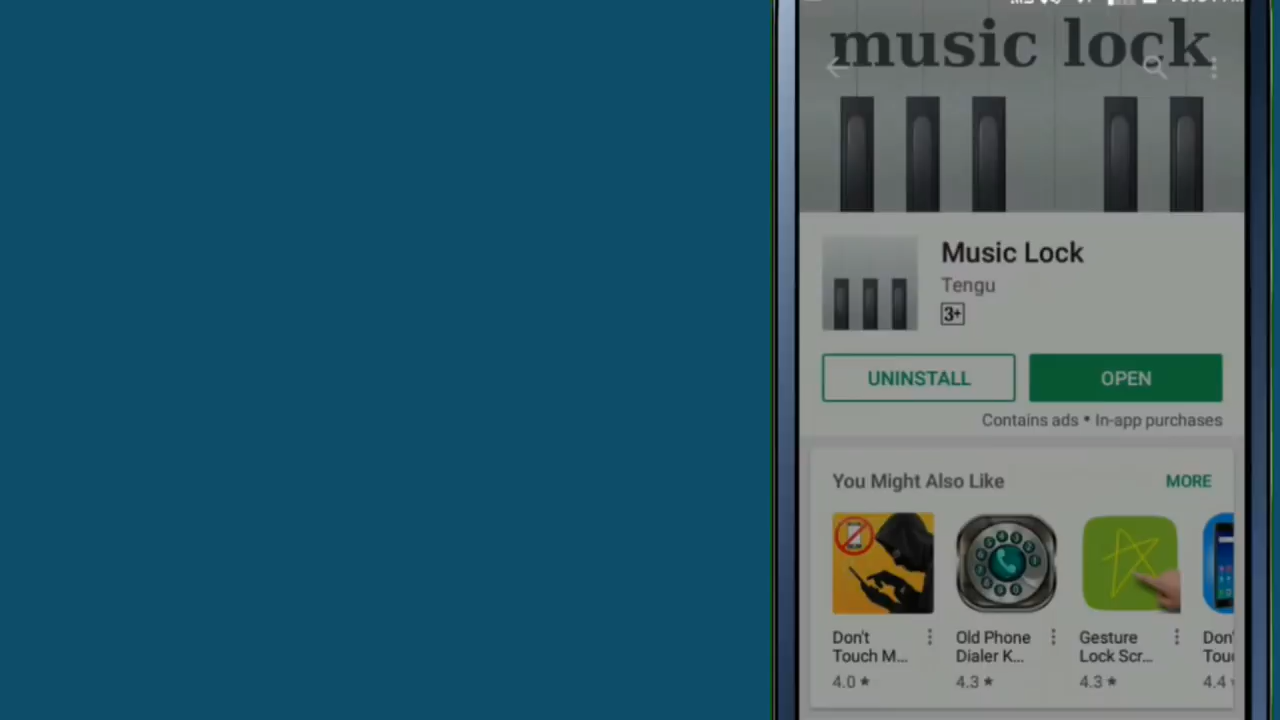 music lock
Music Lock
Tengu
3+
UNINSTALL
OPEN
Contains ads • In-app purchases
You Might Also Like
MORE
Don't
Touch M...
4.0 ★
Old Phone
Dialer K...
4.3 ★
Gesture
Lock Scr...
4.3 ★
4.4